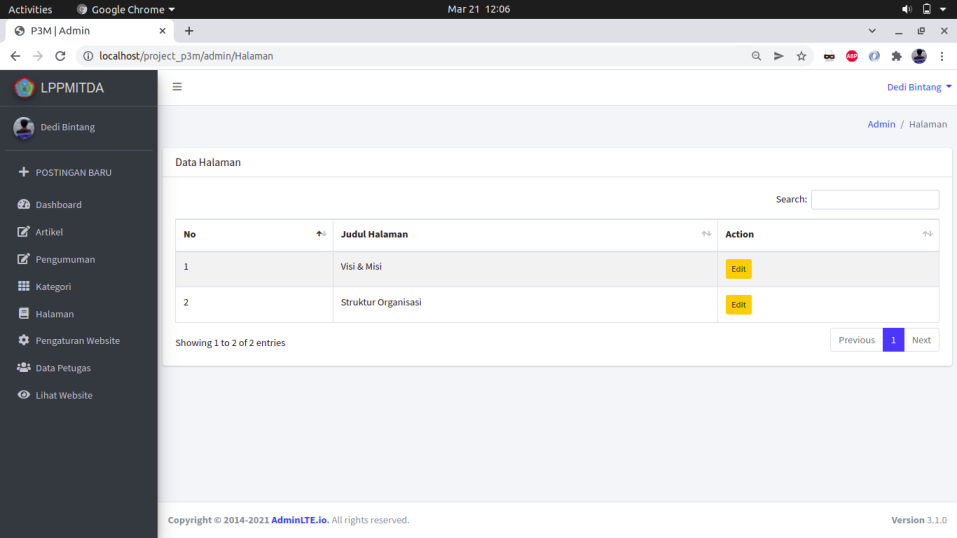 Activities Google Chrome Mar 21 12:06
P3M | Admin
localhost/project_p3m/admin/Halaman
ABP
LPPMITDA
Dedi Bintang
Dedi Bintang
Admin / Halaman
POSTINGAN BARU
Dashboard
Artikel
Pengumuman
Kategori
Halaman
Pengaturan Website
Data Petugas
Lihat Website
Data Halaman
Search:
No Judul Halaman Action
1 Visi & Misi Edit
2 Struktur Organisasi Edit
Showing 1 to 2 of 2 entries Previous 1 Next
Copyright © 2014-2021 AdminLTE.io. All rights reserved. Version 3.1.0